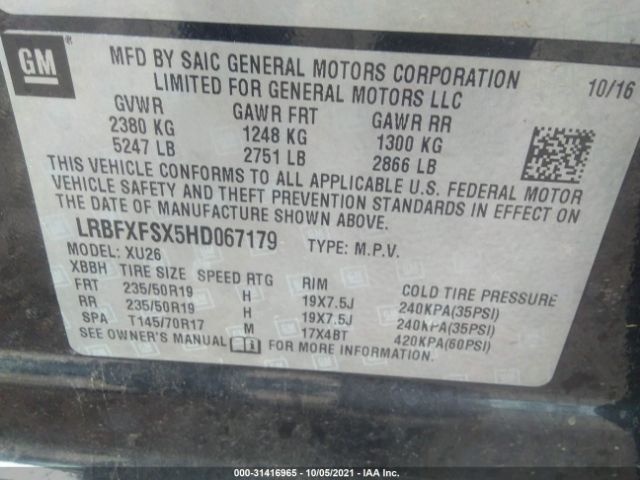 GM
MFD BY SAIC GENERAL MOTORS CORPORATION
LIMITED FOR GENERAL MOTORS LLC
10/16
GVWR GAWR FRT GAWR RR
2380 KG 1248 KG 1300 KG
5247 LB 2751 LB 2866 LB
THIS VEHICLE CONFORMS TO ALL APPLICABLE U.S. FEDERAL MOTOR
VEHICLE SAFETY AND THEFT PREVENTION STANDARDS IN EFFECT ON
THE DATE OF MANUFACTURE SHOWN ABOVE.
LRBFXFSX5HD067179 TYPE: M.P.V.
MODEL: XU26
XBBH TIRE SIZE SPEED RTG RIM COLD TIRE PRESSURE
FRT 235/50R19 H 19X7.5J 240KPA(35PSI)
RR 235/50R19 H 19X7.5J 240KPA(35PSI)
SPA T145/70R17 M 17X4BT 420KPA(60PSI)
SEE OWNER'S MANUAL FOR MORE INFORMATION.
000-31416965 - 10/05/2021 - IAA Inc.